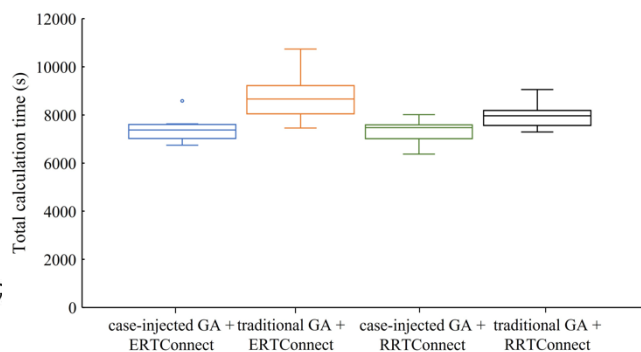 12000
10000
8000
6000
4000
2000
0
Total calculation time (s)
case-injected GA + traditional GA + case-injected GA + traditional GA +
ERTConnect ERTConnect RRTConnect RRTConnect